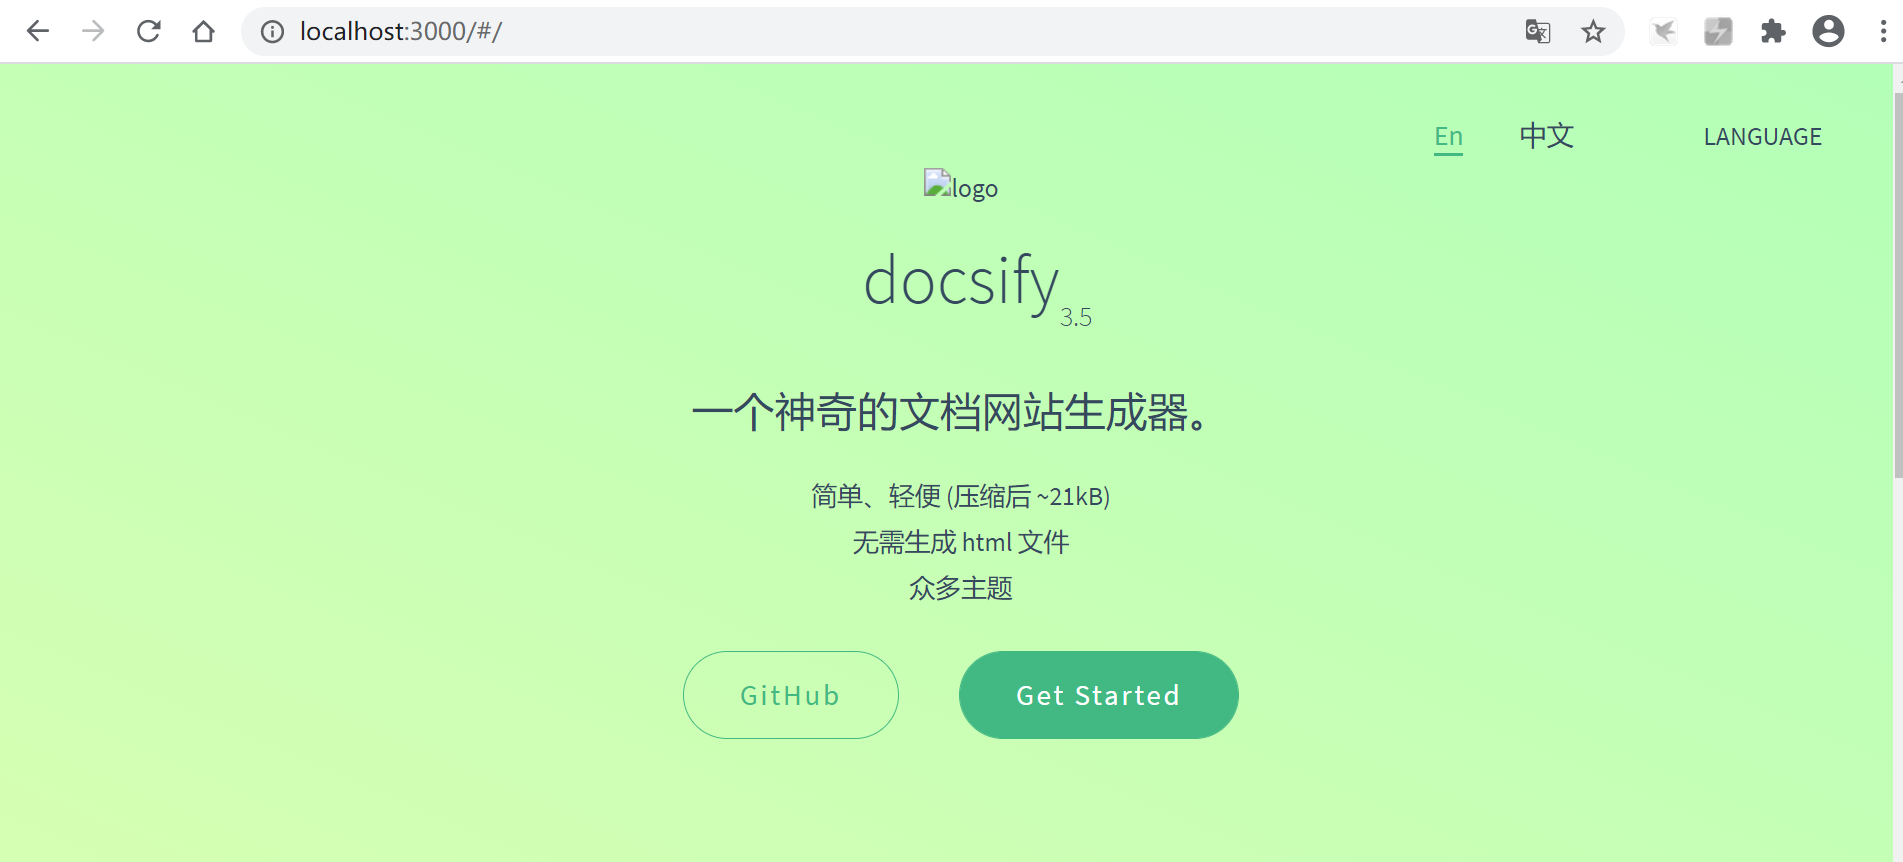 localhost:3000/#/
En 中文 LANGUAGE
logo
docsify 3.5
一个神奇的文档网站生成器。
简单、轻便 (压缩后 ~21kB)
无需生成 html 文件
众多主题
GitHub Get Started